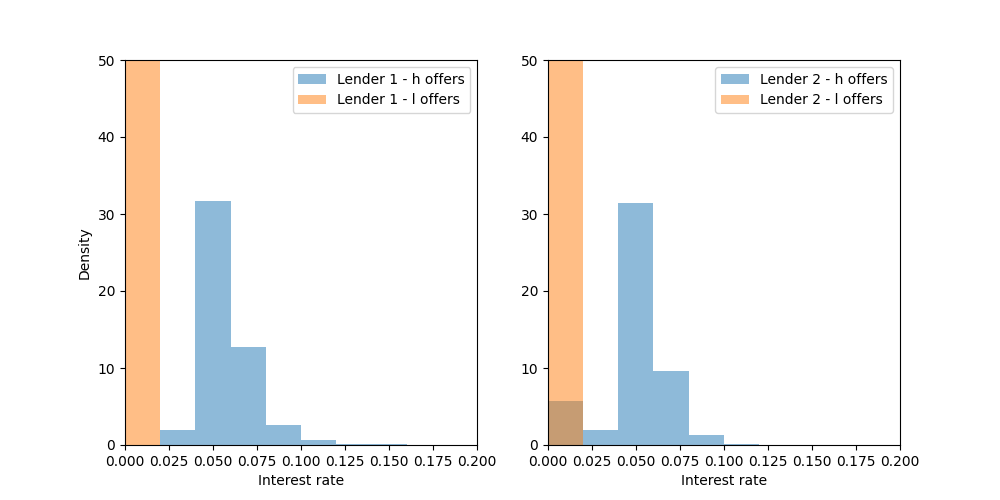 Lender 1 - h offers
Lender 1 - l offers
Density
50
40
30
20
10
0
0.000 0.025 0.050 0.075 0.100 0.125 0.150 0.175 0.200
Interest rate
Lender 2 - h offers
Lender 2 - l offers
50
40
30
20
10
0
0.000 0.025 0.050 0.075 0.100 0.125 0.150 0.175 0.200
Interest rate